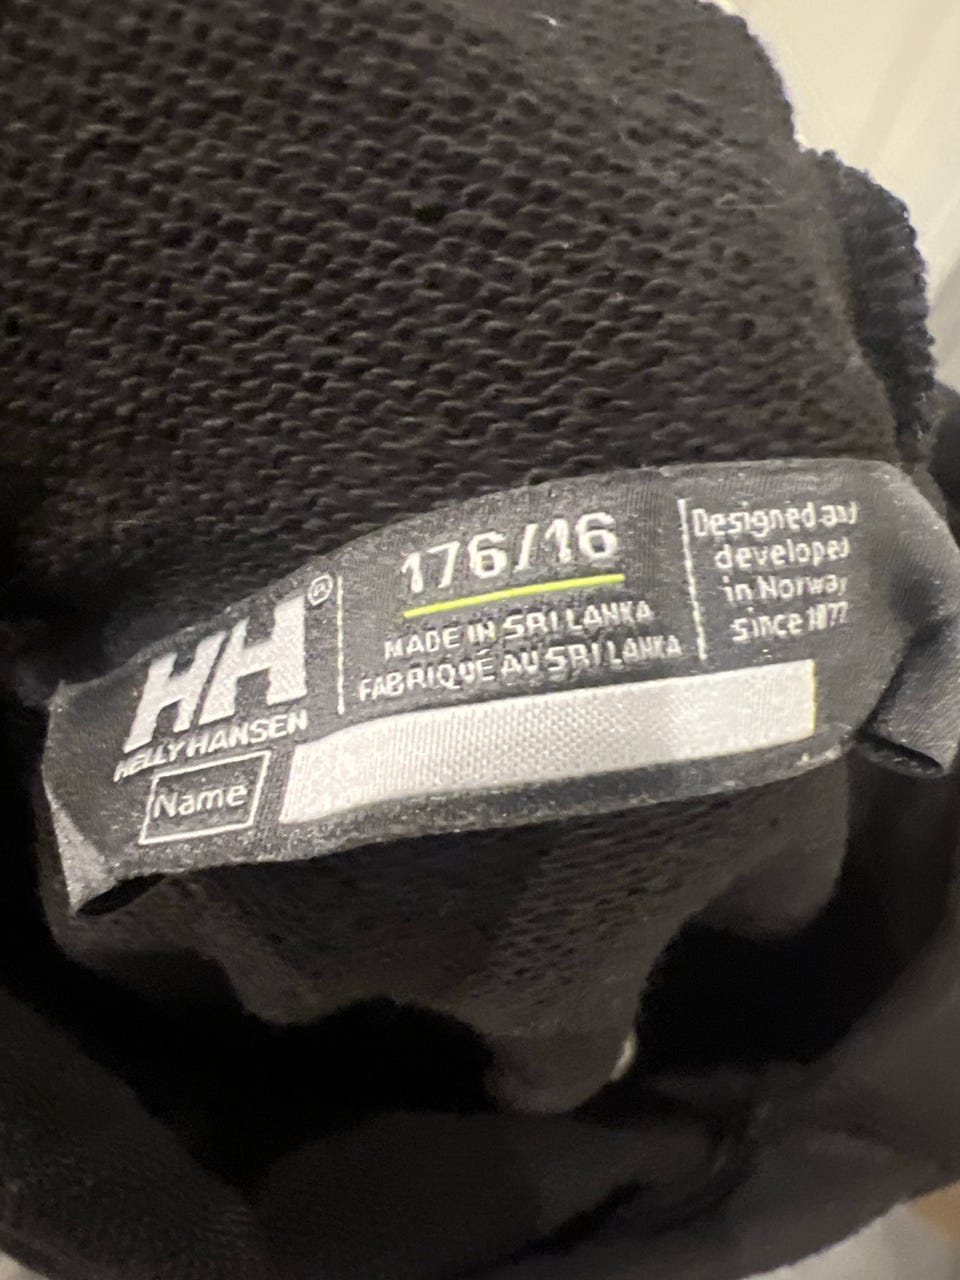 HH®
HELLY HANSEN
176/16
MADE IN SRI LANKA
FABRIQUÉ AU SRI LANKA
Designed and
developed
in Norway
since 1877
Name